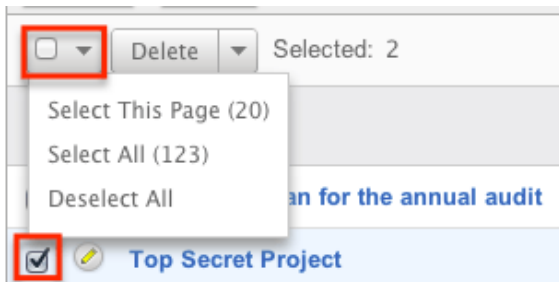 Delete Selected: 2
Select This Page (20)
Select All (123)
Deselect All
for the annual audit
Top Secret Project